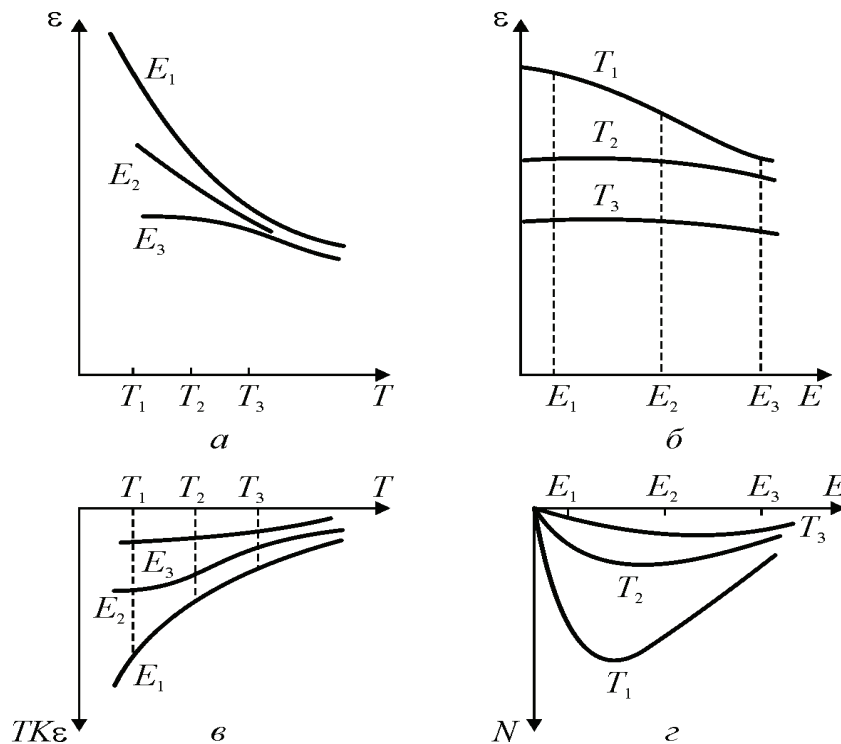 ε
E₁
E₂
E₃
T₁ T₂ T₃ T
а
ε
T₁
T₂
T₃
E₁ E₂ E₃ E
б
T₁ T₂ T₃ T
E₃
E₂
E₁
TKε
в
E₁ E₂ E₃ E
T₃
T₂
T₁
N
г